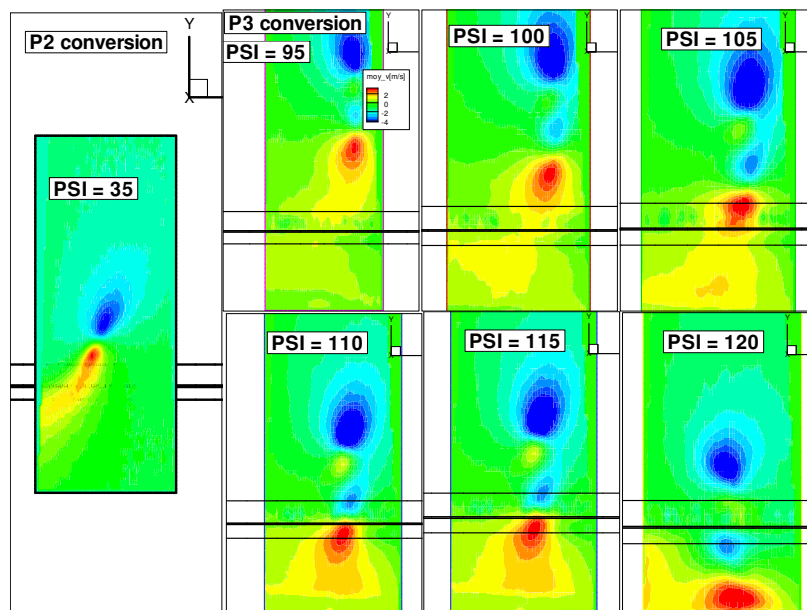 P2 conversion
Y
X
PSI = 35
P3 conversion
PSI = 95
Y
moy_v[m/s]
2
0
-2
-4
PSI = 100
Y
PSI = 105
Y
PSI = 110
Y
PSI = 115
Y
PSI = 120
Y